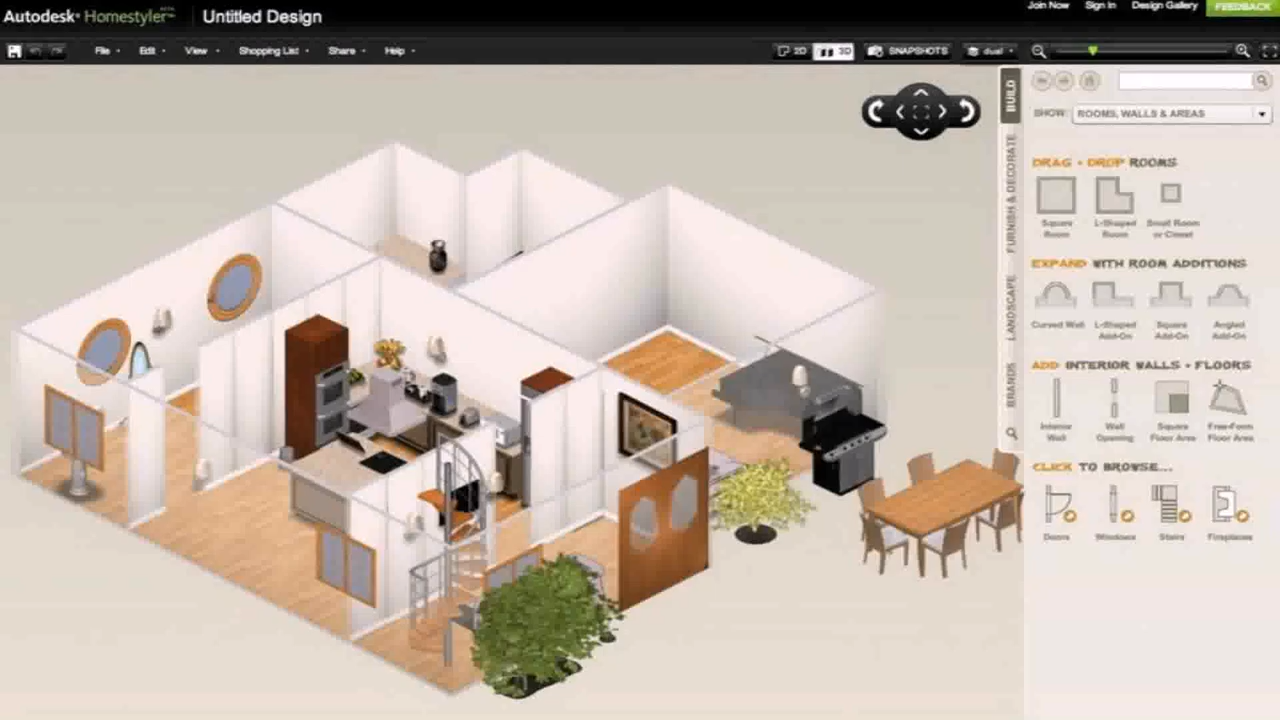 Autodesk® Homestyler™ BETA
Untitled Design
Join Now Sign In Design Gallery FEEDBACK
File Edit View Shopping List Share Help
2D 3D SNAPSHOTS dual
BUILD
FURNISH & DECORATE
LANDSCAPE
BRANDS
SHOW: ROOMS, WALLS & AREAS
DRAG + DROP ROOMS
Square Room
L-Shaped Room
Small Room or Closet
EXPAND WITH ROOM ADDITIONS
Curved Wall
L-Shaped Add-On
Square Add-On
Angled Add-On
ADD INTERIOR WALLS + FLOORS
Interior Wall
Wall Opening
Square Floor Area
Free-Form Floor Area
CLICK TO BROWSE...
Doors Windows Stairs Fireplaces